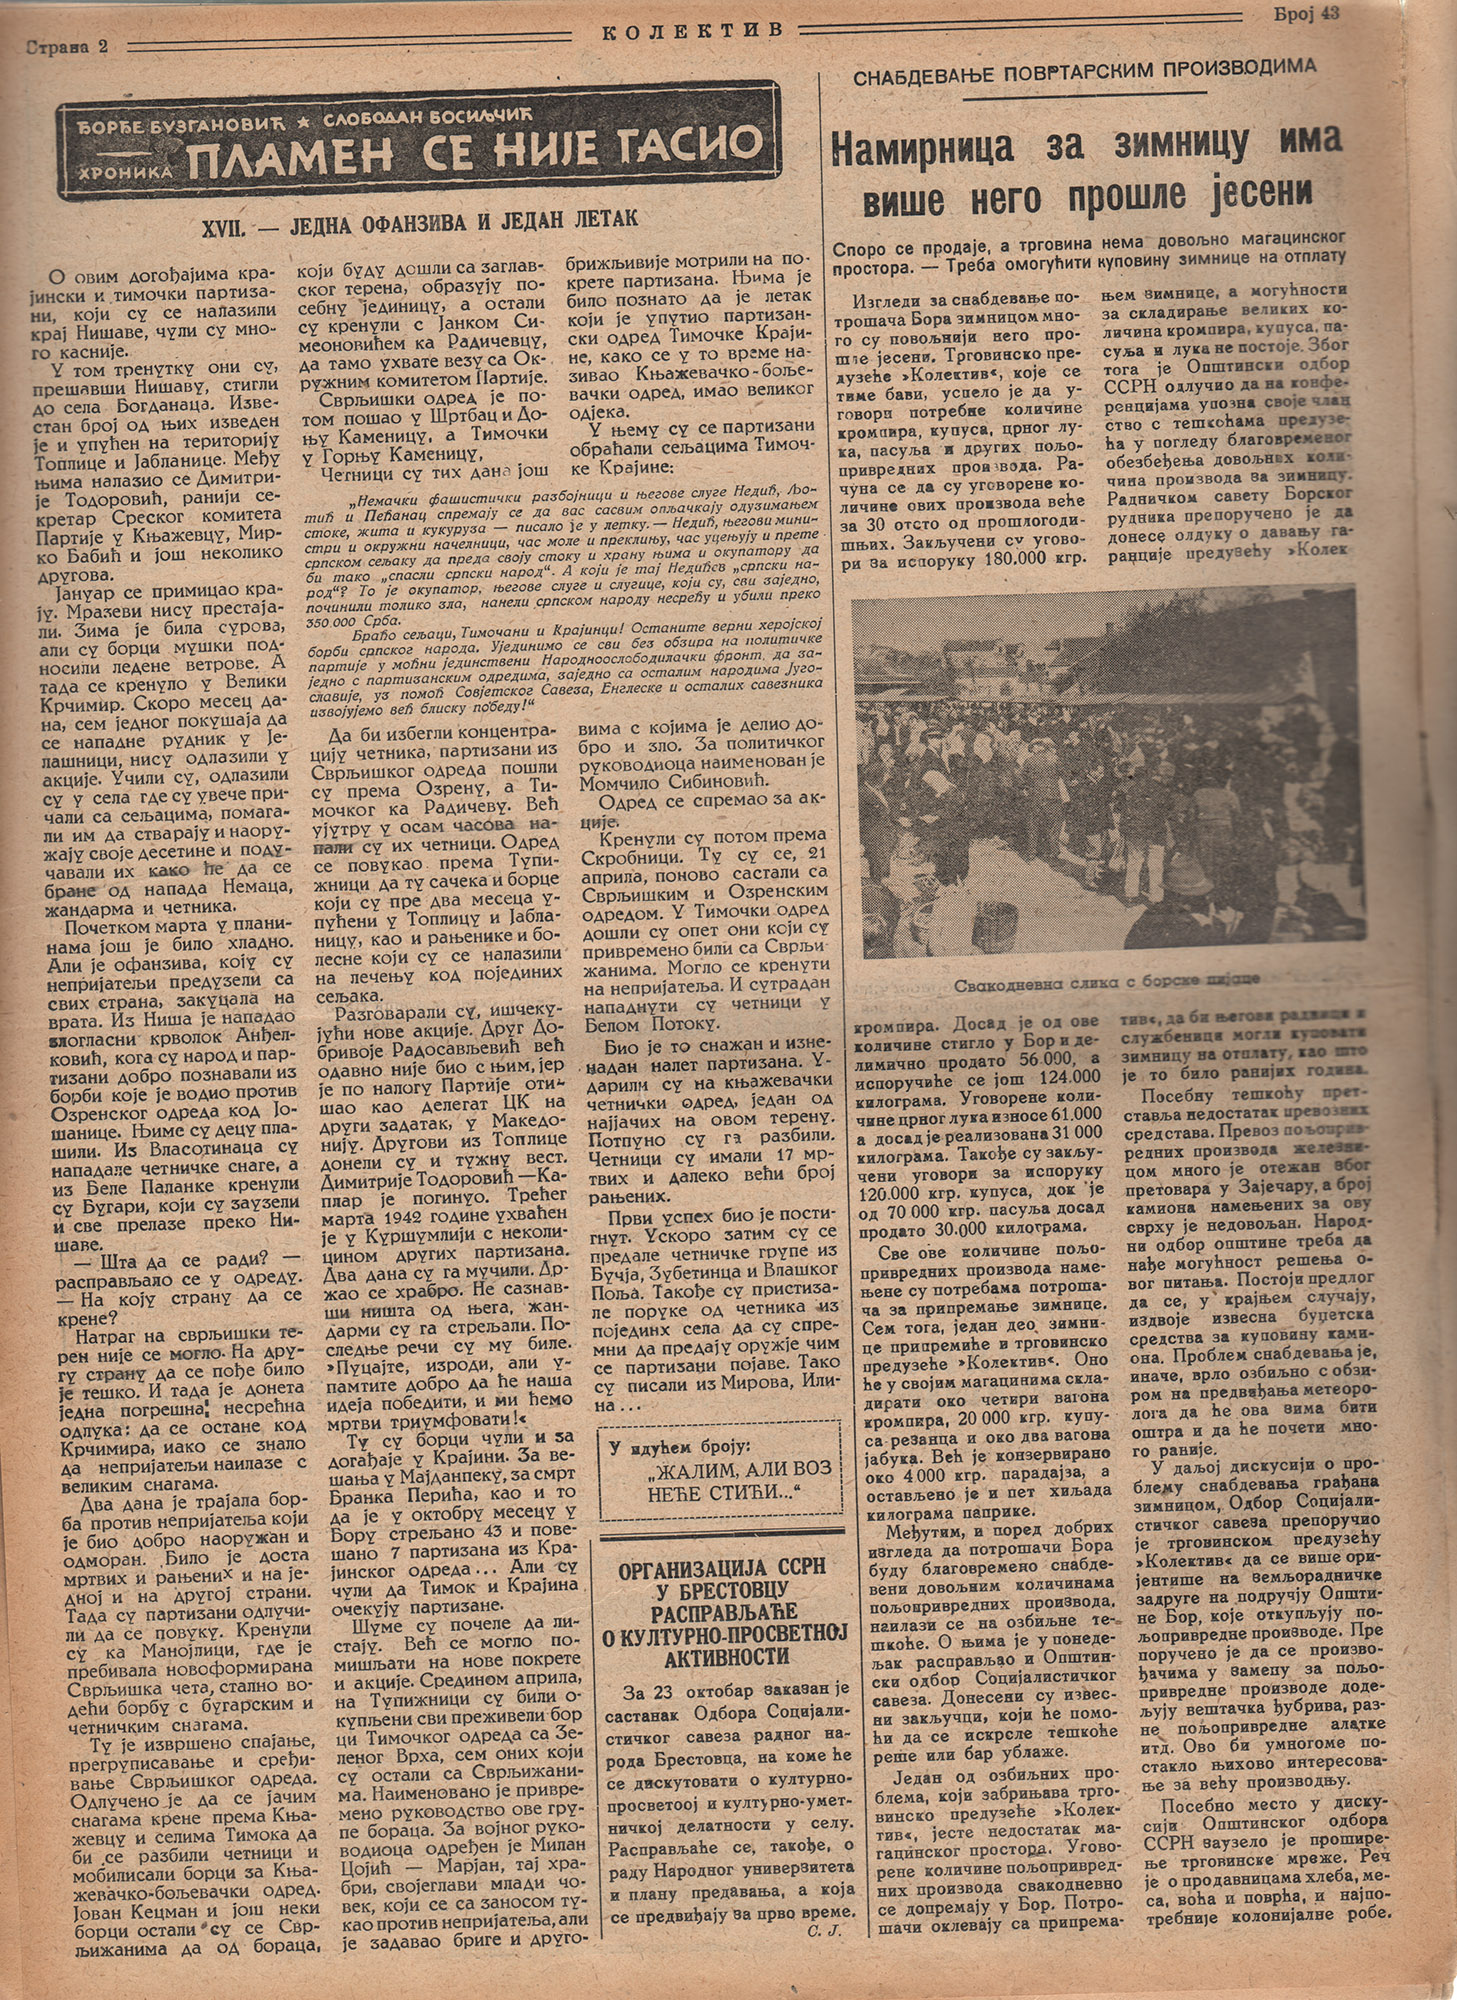 Страна 2
КОЛЕКТИВ
Број 43
ЂОРЂЕ БУЗГАНОВИЋ ★ СЛОБОДАН БОСИЉЧИЋ
ХРОНИКА ПЛАМЕН СЕ НИЈЕ ГАСИО
XVII. — ЈЕДНА ОФАНЗИВА И ЈЕДАН ЛЕТАК
О овим догођајима кра-
јински и тимочки партиза-
ни, који су се налазили
крај Нишаве, чули су мно-
го касније.
У том тренутку они су,
прешавши Нишаву, стигли
до села Богданаца. Изве-
стан број од њих изведен
је и упућен на територију
Топлице и Јабланице. Међу
њима налазио се Димитри-
је Тодоровић, ранији се-
кретар Среског комитета
Партије у Књажевцу, Мир-
ко Бабић и још неколико
другова.
Јануар се примицао кра-
ју. Мразеви нису престаја-
ли. Зима је била сурова,
али су борци мушки под-
носили ледене ветрове. А
тада се кренуло у Велики
Крчимир. Скоро месец да-
на, сем једног покушаја да
се нападне рудник у Је-
лашници, нису одлазили у
акције. Учили су, одлазили
су у села где су увече при-
чали са сељацима, помага-
ли им да стварају и наору-
жају своје десетине и поду-
чавали их како ће да се
бране од напада Немаца,
жандарма и четника.
Почетком марта у плани-
нама још је било хладно.
Али је офанзива, коју су
непријатељи предузели са
свих страна, закуцала на
врата. Из Ниша је нападао
злогласни крволок Анђел-
ковић, кога су народ и пар-
тизани добро познавали из
борби које је водио против
Озренског одреда код Јо-
шанице. Њиме су децу пла-
шили. Из Власотинаца су
нападале четничке снаге, а
из Беле Паланке кренули
су Бугари, који су заузели
и све прелазе преко Ни-
шаве.
— Шта да се ради? —
расправљало се у одреду.
— На коју страну да се
крене?
Натраг на сврљишки те-
рен није се могло. На дру-
гу страну да се пође било
је тешко. И тада је донета
једна погрешна, несрећна
одлука: да се остане код
Крчимира, иако се знало
да непријатељи наилазе с
великим снагама.
Два дана је трајала бор-
ба против непријатеља који
је био добро наоружан и
одморан. Било је доста
мртвих и рањених и на је-
дној и на другој страни.
Тада су партизани одлучи-
ли да се повуку. Кренули
су ка Манојлици, где је
пребивала новоформирана
Сврљишка чета, стално во-
дећи борбу с бугарским и
четничким снагама.
Ту је извршено спајање,
прегруписавање и сређи-
вање Сврљишког одреда.
Одлучено је да се јачим
снагама крене према Књa-
жевцу и селима Тимока да
би се разбили четници и
мобилисали борци за Књa-
жевачко-бољевачки одред.
Јован Кецман и још неки
борци остали су се Свр-
љижанима да од бораца,
који буду дошли са заглав-
ског терена, образују по-
себну јединицу, а остали
су кренули с Јанком Си-
меоновићем ка Радичевцу,
да тамо ухвате везу са Ок-
ружним комитетом Партије.
Сврљишки одред је по-
том пошао у Шртбац и До-
њу Каменицу, а Тимочки
у Горњу Каменицу,
Четници су тих дана још
брижљивије мотрили на по-
крете партизана. Њима је
било познато да је летак
који је упутио партизан-
ски одред Тимочке Краји-
не, како се у то време на-
зивао Књажевачко-боље-
вачки одред, имао великог
одјека.
У њему су се партизани
обраћали сељацима Тимоч-
ке Крајине:
„Немачки фашистички разбојници и његове слуге Недић, Љо-
тић и Пећанац спремају се да вас сасвим опљачкају одузимањем
стоке, жита и кукуруза — писало је у летку. — Недић, његови мини-
стри и окружни начелници, час моле и преклињу, час уцењују и прете
српском сељаку да преда своју стоку и храну њима и окупатору да
би тако „спасли српски народ“. А који је тај Недићев „српски на-
род“? То је окупатор, његове слуге и слугице, који су, сви заједно,
починили толико зла, нанели српском народу несрећу и убили преко
350.000 Срба.
Браћо сељаци, Тимочани и Крајинци! Останите верни херојској
борби српског народа. Ујединимо се сви без обзира на политичке
партије у моћни јединствени Народноослободилачки фронт, да за-
једно с партизанским одредима, заједно са осталим народима Југо-
славије, уз помоћ Совјетског Савеза, Енглеске и осталих савезника
извојујемо већ блиску победу!“
Да би избегли концентра-
цију четника, партизани из
Сврљишког одреда пошли
су према Озрену, а Ти-
мочког ка Радичеву. Већ
ујутру у осам часова на-
пали су их четници. Одред
се повукао према Тупи-
жници да ту сачека и борце
који су пре два месеца у-
пућени у Топлицу и Јабла-
ницу, као и рањенике и бо-
лесне који су се налазили
на лечењу код појединих
сељака.
Разговарали су, ишчеку-
јући нове акције. Друг До-
бривоје Радосављевић већ
одавно није био с њим, јер
је по налогу Партије оти-
шао као делегат ЦК на
други задатак, у Македо-
нију. Другови из Топлице
донели су и тужну вест.
Димитрије Тодоровић —Ка-
плар је погинуо. Трећег
марта 1942 године ухваћен
је у Куршумлији с неколи-
цином других партизана.
Два дана су га мучили. Др-
жао се храбро. Не сазнав-
ши ништа од њега, жан-
дарми су га стрељали. По-
следње речи су му биле.
»Пуцајте, изроди, али у-
памтите добро да ће наша
идеја победити, и ми ћемо
мртви триумфовати!«
Ту су борци чули и за
догађаје у Крајини. За ве-
шања у Мајданпеку, за смрт
Бранка Перића, као и то
да је у октобру месецу у
Бору стрељано 43 и пове-
шано 7 партизана из Кра-
јинског одреда... Али су
чули да Тимок и Крајина
очекују партизане.
Шуме су почеле да ли-
стају. Већ се могло по-
мишљати на нове покрете
и акције. Средином априла,
на Тупижници су били о-
купљени сви преживели бор
ци Тимочког одреда са Зе-
леног Врха, сем оних који
су остали са Сврљижани-
ма. Наименовано је привре-
мено руководство ове гру-
пе бораца. За војног руко-
водиоца одређен је Милан
Цојић — Марјан, тај хра-
бри, својеглави млади чо-
век, који се са заносом ту-
као против непријатеља, али
је задавао бриге и друго-
вима с којима је делио до-
бро и зло. За политичког
руководиоца наименован је
Момчило Сибиновић.
Одред се спремао за ак-
ције.
Кренули су потом према
Скробници. Ту су се, 21
априла, поново састали са
Сврљишким и Озренским
одредом. У Тимочки одред
дошли су опет они који су
привремено били са Сврљи-
жанима. Могло се кренути
на непријатеља. И сутрадан
нападнути су четници у
Белом Потоку.
Био је то снажан и изне-
надан налет партизана. У-
дарили су на књажевачки
четнички одред, један од
најјачих на овом терену.
Потпуно су га разбили.
Четници су имали 17 мр-
твих и далеко већи број
рањених.
Први успех био је пости-
гнут. Ускоро затим су се
предале четничке групе из
Бучја, Зубетинца и Влашког
Поља. Такође су пристиза-
ле поруке од четника из
појединх села да су спре-
мни да предају оружје чим
се партизани појаве. Тако
су писали из Мирова, Или-
на...
У идућем броју:
„ЖАЛИМ, АЛИ ВОЗ
НЕЋЕ СТИЋИ...“
ОРГАНИЗАЦИЈА ССРН
У БРЕСТОВЦУ
РАСПРАВЉАЋЕ
О КУЛТУРНО-ПРОСВЕТНОЈ
АКТИВНОСТИ
За 23 октобар заказан је
састанак Одбора Социјали-
стичког савеза радног на-
рода Брестовца, на коме ће
се дискутовати о културно-
просветоој и културно-умет-
ничкој делатности у селу.
Расправљаће се, такође, о
раду Народног универзитета
и плану предавања, а која
се предвиђају за прво време.
С. Ј.
СНАБДЕВАЊЕ ПОВРТАРСКИМ ПРОИЗВОДИМА
Намирница за зимницу има
више него прошле јесени
Споро се продаје, а трговина нема довољно магацинског
простора. — Треба омогућити куповину зимнице на отплату
Изгледи за снабдевање по-
трошача Бора зимницом мно-
го су повољнији него про-
шле јесени. Трговинско пре-
дузеће »Колектив«, које се
тиме бави, успело је да у-
говори потребне количине
кромпира, купуса, црног лу-
ка, пасуља и других пољо-
привредних производа. Ра-
чуна се да су уговорене ко-
личине ових производа веће
за 30 отсто од прошлогоди-
шњих. Закључени су угово-
ри за испоруку 180.000 кгр.
њем зимнице, а могућности
за складирање великих ко-
личина кромпира, купуса, па-
суља и лука не постоје. Због
тога је Општински одбор
ССРН одлучио да на конфе-
ренцијама упозна своје член
ство с тешкоћама предузе-
ћа у погледу благовременог
обезбеђења довољних коли-
чина производа за зимницу.
Радничком савету Борског
рудника препоручено је да
донесе олдуку о давању га-
ранције предузећу »Колек
Свакодневна слика с борске пијаце
кромпира. Досад је од ове
количине стигло у Бор и де-
лимично продато 56.000, а
испоручиће се још 124.000
килограма. Уговорене коли-
чине црног лука износе 61.000
а досад је реализована 31 000
килограма. Такође су закљу-
чени уговори за испоруку
120.000 кгр. купуса, док је
од 70 000 кгр. пасуља досад
продато 30.000 килограма.
Све ове количине пољо-
привредних производа наме-
њене су потребама потроша-
ча за припремање зимнице.
Сем тога, један део зимни-
це припремиће и трговинско
предузеће »Колектив«. Оно
ће у својим магацинима скла-
дирати око четири вагона
кромпира, 20 000 кгр. купу-
са резанца и око два вагона
јабука. Већ је конзервирано
око 4 000 кгр. парадајза, а
остављено је и пет хиљада
килограма паприке.
Међутим, и поред добрих
изгледа да потрошачи Бора
буду благовремено снабде-
вени довољним количинама
пољопривредних производа,
наилази се на озбиљне те-
шкоће. О њима је у понеде-
љак расправљао и Општин-
ски одбор Социјалистичког
савеза. Донесени су извес-
ни закључци, који ће помо-
ћи да се искрсле тешкоће
реше или бар ублаже.
Један од озбиљних про-
блема, који забрињава трго-
винско предузеће »Колек-
тив«, јесте недостатак ма-
гацинског простора. Угово-
рене количине пољопривред-
них производа свакодневно
се допремају у Бор. Потро-
шачи оклевају са припрема-
тив«, да би његови радници и
службеници могли куповати
зимницу на отплату, као што
је то било ранијих година.
Посебну тешкоћу прет-
ставља недостатак превозних
средстава. Превоз пољопри-
вредних производа железни-
цом много је отежан због
претовара у Зајечару, а број
камиона намењених за ову
сврху је недовољан. Народ-
ни одбор општине треба да
нађе могућност решења о-
вог питања. Постоји предлог
да се, у крајњем случају,
издвоје извесна буџетска
средства за куповину ками-
она. Проблем снабдевања је,
иначе, врло озбиљно с обзи-
ром на предвиђања метеоро-
лога да ће ова зима бити
оштра и да ће почети мно-
го раније.
У даљој дискусији о про-
блему снабдевања грађана
зимницом, Одбор Социјали-
стичког савеза препоручио
је трговинском предузећу
»Колектив« да се више ори-
јентише на земљорадничке
задруге на подручју Општи-
не Бор, које откупљују по-
љопривредне производе. Пре
поручено је да се произво-
ђачима у замену за пољо-
привредне производе доде-
љују вештачка ђубрива, раз-
не пољопривредне алатке
итд. Ово би умногоме по-
стакло њихово интересова-
ње за већу производњу.
Посебно место у диску-
сији Општинског одбора
ССРН заузело је прошире-
ње трговинске мреже. Реч
је о продавницама хлеба, ме-
са, воћа и поврћа, и најпо-
требније колонијалне робе.